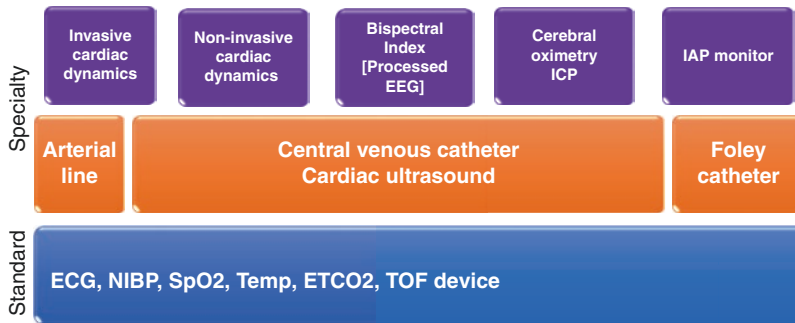 Specialty
Invasive
cardiac
dynamics
Non-invasive
cardiac
dynamics
Bispectral
Index
[Processed
EEG]
Cerebral
oximetry
ICP
IAP monitor
Arterial
line
Central venous catheter
Cardiac ultrasound
Foley
catheter
Standard
ECG, NIBP, SpO2, Temp, ETCO2, TOF device